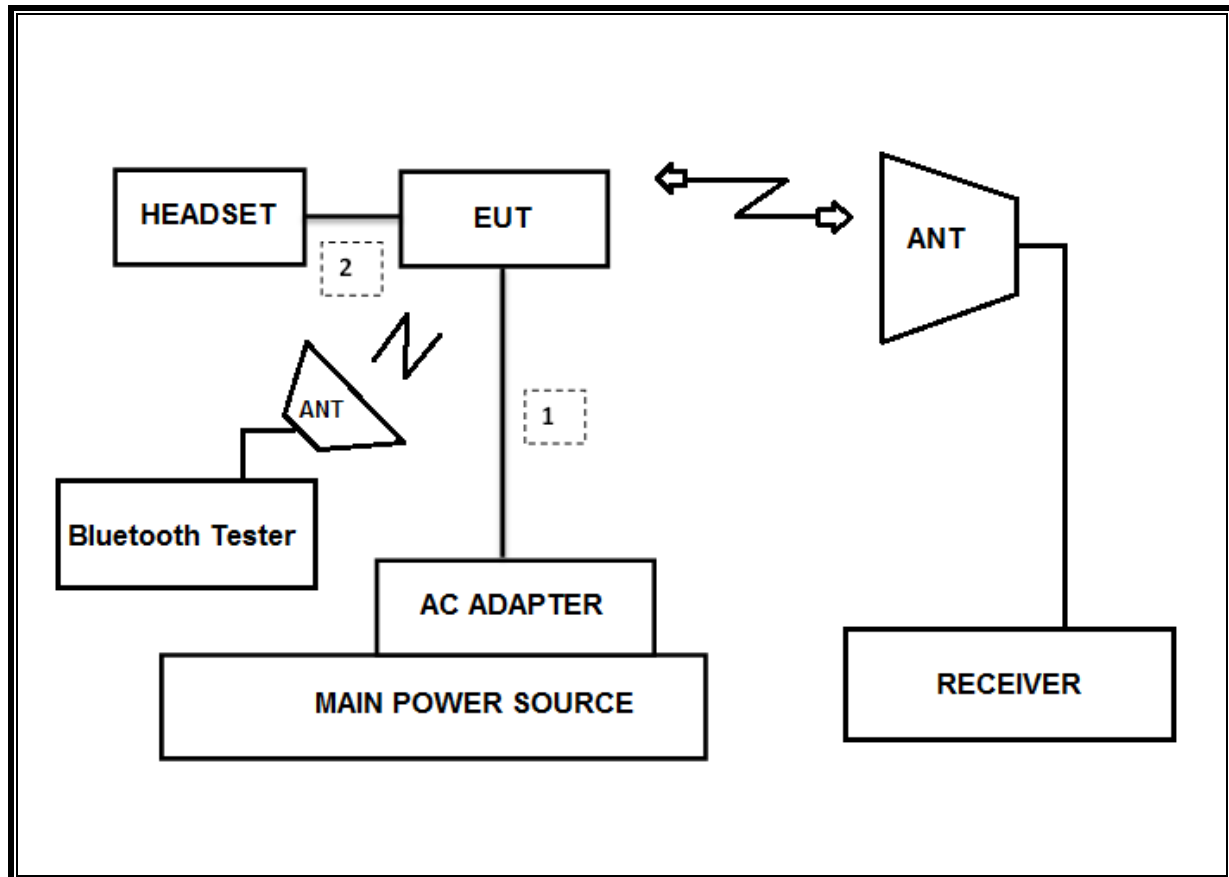 HEADSET
EUT
ANT
2
ANT
1
Bluetooth Tester
AC ADAPTER
RECEIVER
MAIN POWER SOURCE